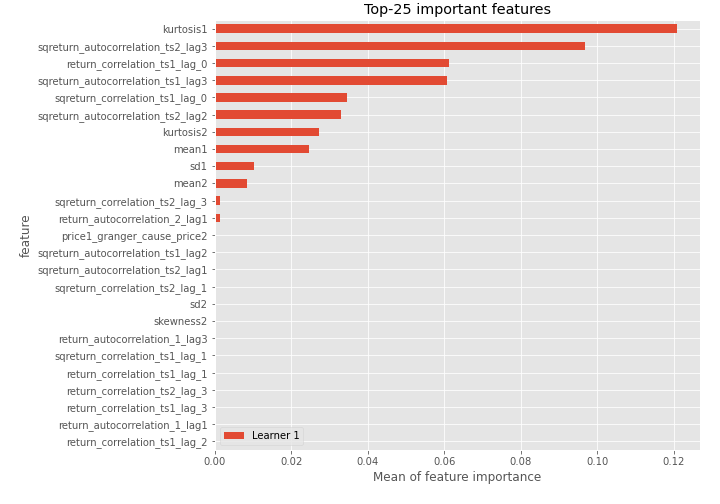 Top-25 important features
kurtosis1
sqreturn_autocorrelation_ts2_lag3
return_correlation_ts1_lag_0
sqreturn_autocorrelation_ts1_lag3
sqreturn_correlation_ts1_lag_0
sqreturn_autocorrelation_ts2_lag2
kurtosis2
mean1
sd1
mean2
sqreturn_correlation_ts2_lag_3
return_autocorrelation_2_lag1
price1_granger_cause_price2
sqreturn_autocorrelation_ts1_lag2
sqreturn_autocorrelation_ts2_lag1
sqreturn_correlation_ts2_lag_1
sd2
skewness2
return_autocorrelation_1_lag3
sqreturn_correlation_ts1_lag_1
return_correlation_ts1_lag_1
return_correlation_ts2_lag_3
return_correlation_ts1_lag_3
return_autocorrelation_1_lag1
return_correlation_ts1_lag_2
feature
Learner 1
0.00 0.02 0.04 0.06 0.08 0.10 0.12
Mean of feature importance